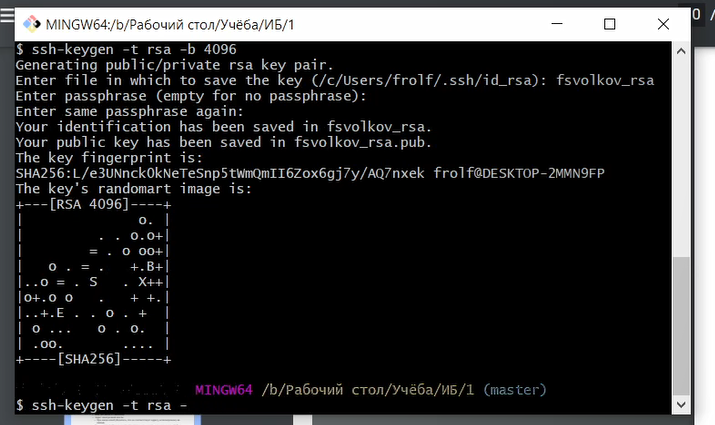 MINGW64:/b/Рабочий стол/Учёба/ИБ/1
$ ssh-keygen -t rsa -b 4096
Generating public/private rsa key pair.
Enter file in which to save the key (/c/Users/frolf/.ssh/id_rsa): fsvolkov_rsa
Enter passphrase (empty for no passphrase):
Enter same passphrase again:
Your identification has been saved in fsvolkov_rsa.
Your public key has been saved in fsvolkov_rsa.pub.
The key fingerprint is:
SHA256:L/e3UNnckOkNeTeSnp5tWmQmII6Zox6gj7y/AQ7nxek frolf@DESKTOP-2MMN9FP
The key's randomart image is:
+---[RSA 4096]----+
|              o. |
|         . . o.o+|
|        = . o oo+|
|   o . = .   +.B+|
|..o = . S   . X++|
|o+.o o   .   + +.|
|..+.E . . o . +  |
| o ...   o . o.  |
| .oo.       .... |
+----[SHA256]-----+
MINGW64 /b/Рабочий стол/Учёба/ИБ/1 (master)
$ ssh-keygen -t rsa -